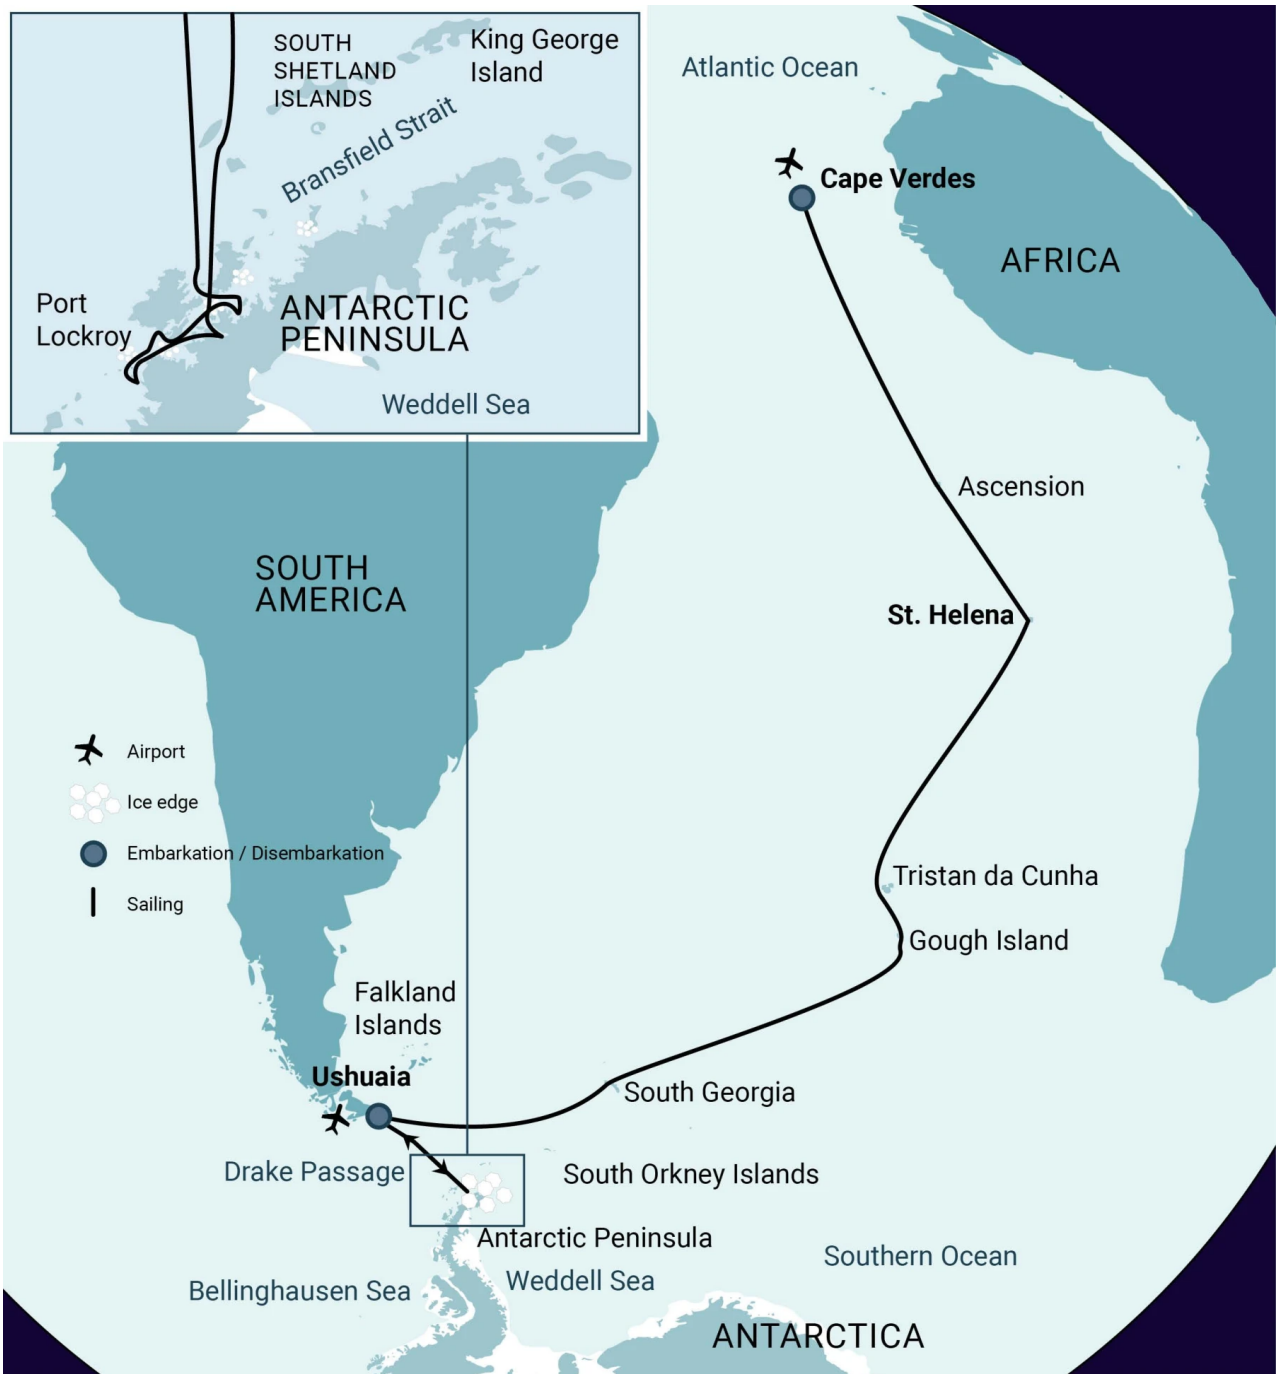 SOUTH
SHETLAND
ISLANDS
King George
Island
Bransfield Strait
Port
Lockroy
ANTARCTIC
PENINSULA
Weddell Sea
Atlantic Ocean
Cape Verdes
AFRICA
Ascension
St. Helena
SOUTH
AMERICA
Airport
Ice edge
Embarkation / Disembarkation
Sailing
Tristan da Cunha
Gough Island
Falkland
Islands
Ushuaia
South Georgia
Drake Passage
South Orkney Islands
Antarctic Peninsula
Southern Ocean
Weddell Sea
Bellinghausen Sea
ANTARCTICA